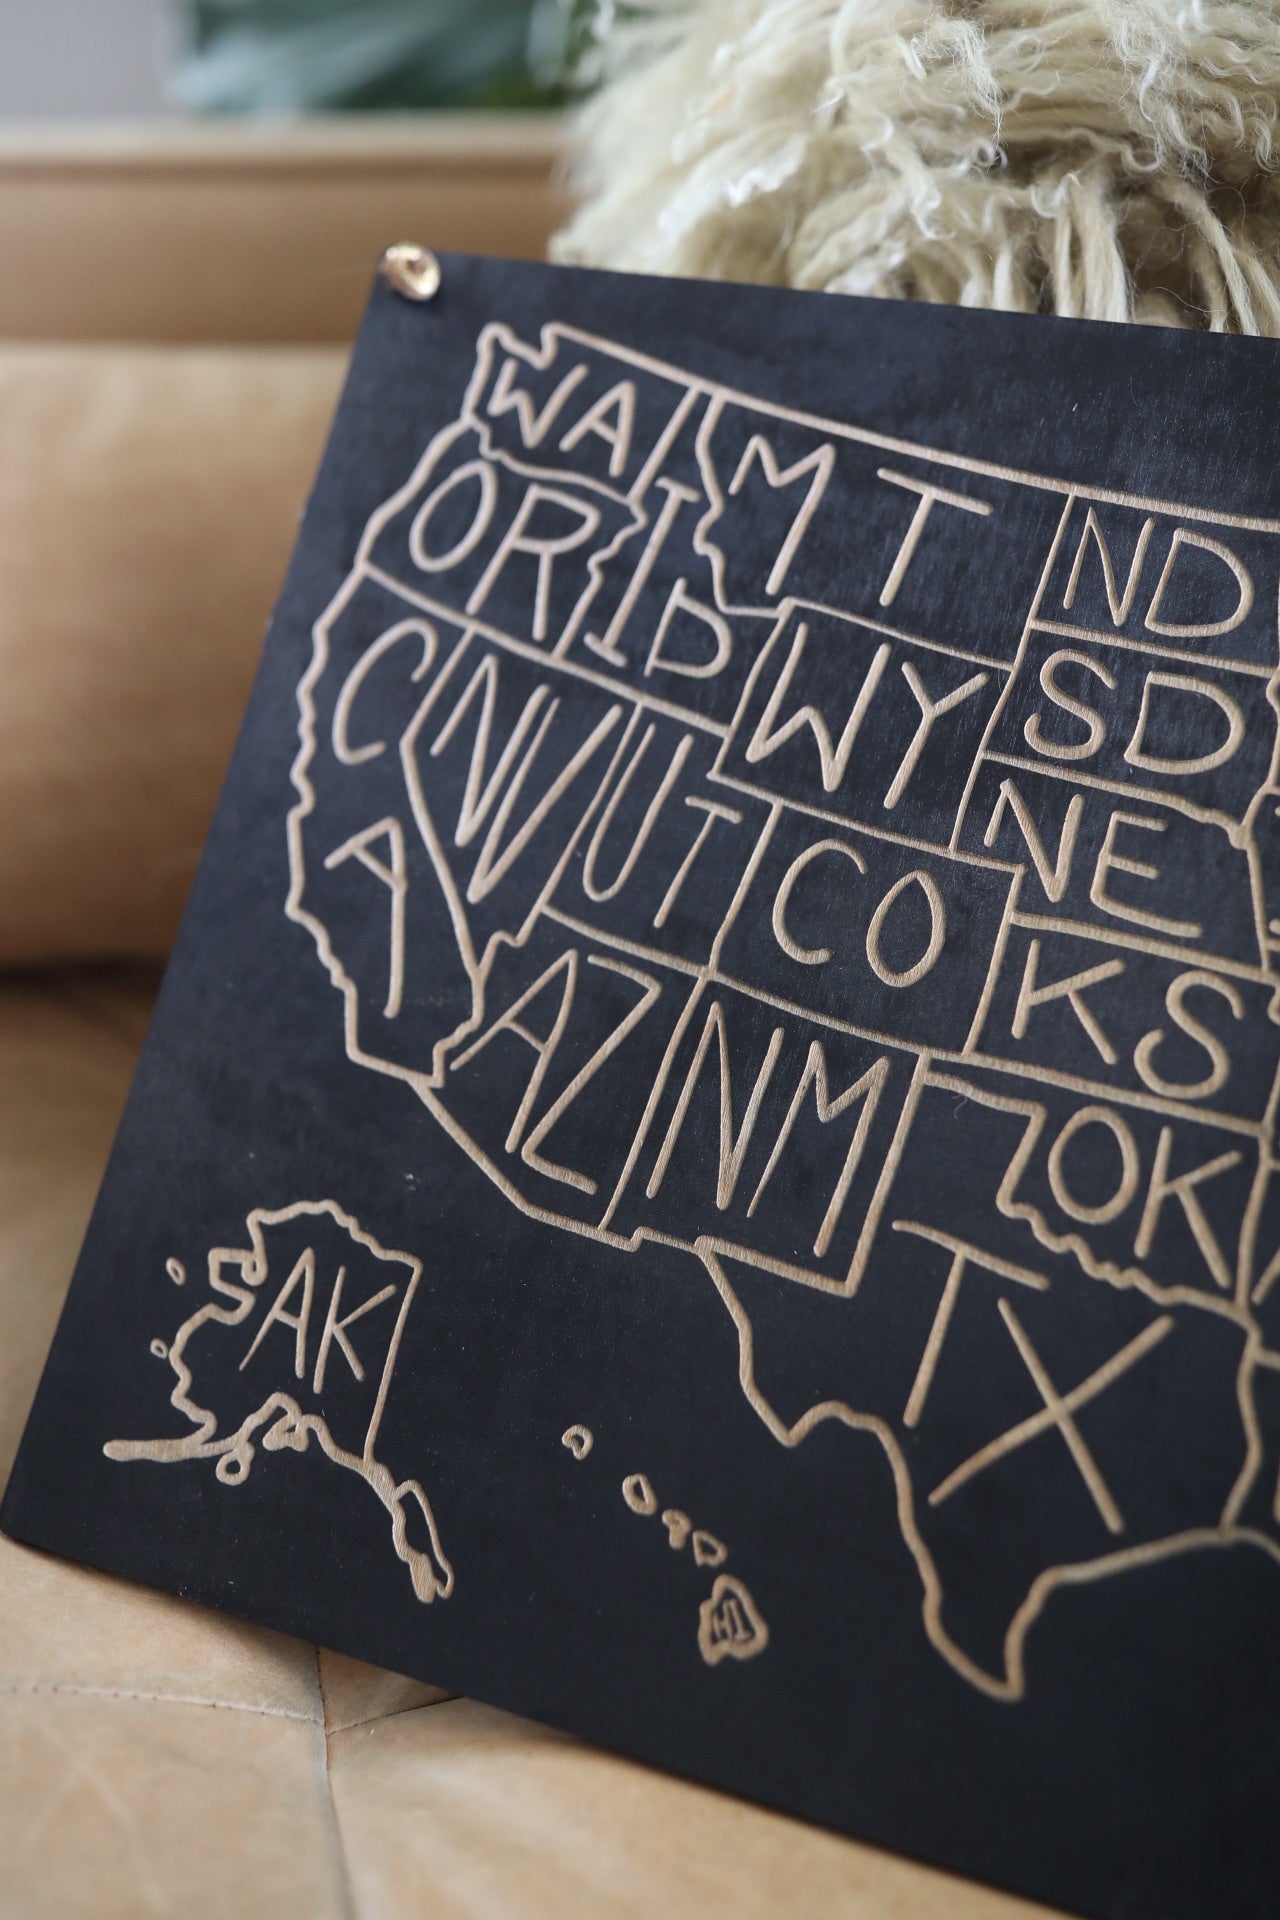 WA
MT
ND
OR
ID
SD
WY
CA
NV
UT
NE
CO
KS
AZ
NM
OK
TX
AK
HI